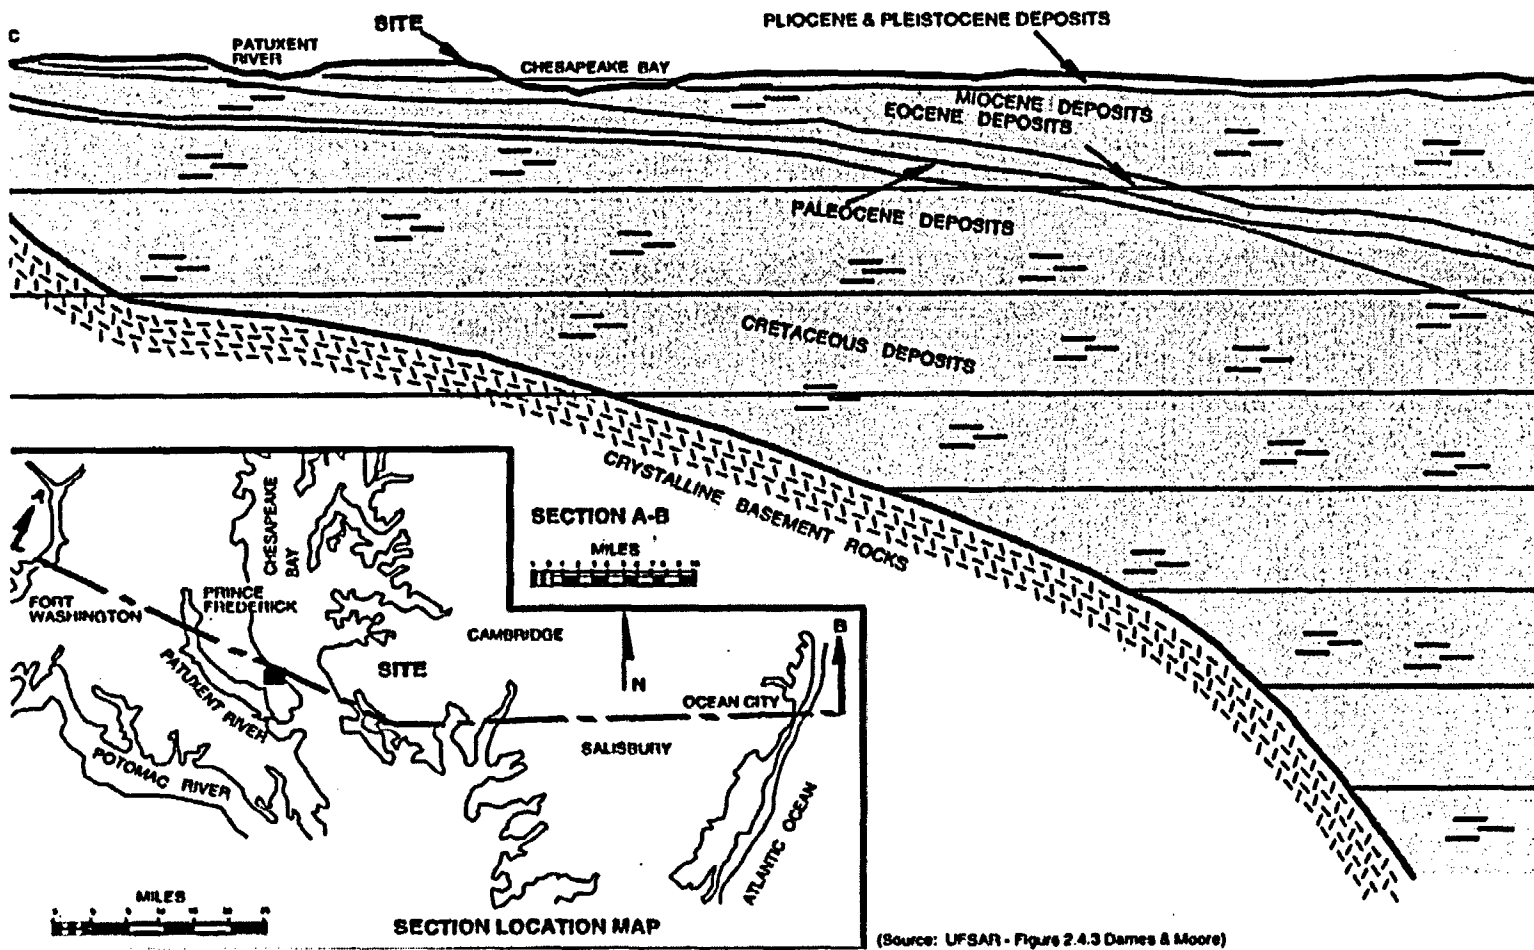 C
SITE
PLIOCENE & PLEISTOCENE DEPOSITS
PATUXENT
RIVER
CHESAPEAKE BAY
MIOCENE DEPOSITS
EOCENE DEPOSITS
PALEOCENE DEPOSITS
CRETACEOUS DEPOSITS
CRYSTALLINE BASEMENT ROCKS
SECTION A-B
MILES
A
CHESAPEAKE
BAY
FORT
WASHINGTON
PRINCE
FREDERICK
CAMBRIDGE
B
SITE
N
PATUXENT RIVER
OCEAN CITY
SALISBURY
POTOMAC RIVER
ATLANTIC OCEAN
MILES
SECTION LOCATION MAP
(Source: UFSAR - Figure 2.4.3 Dames & Moore)